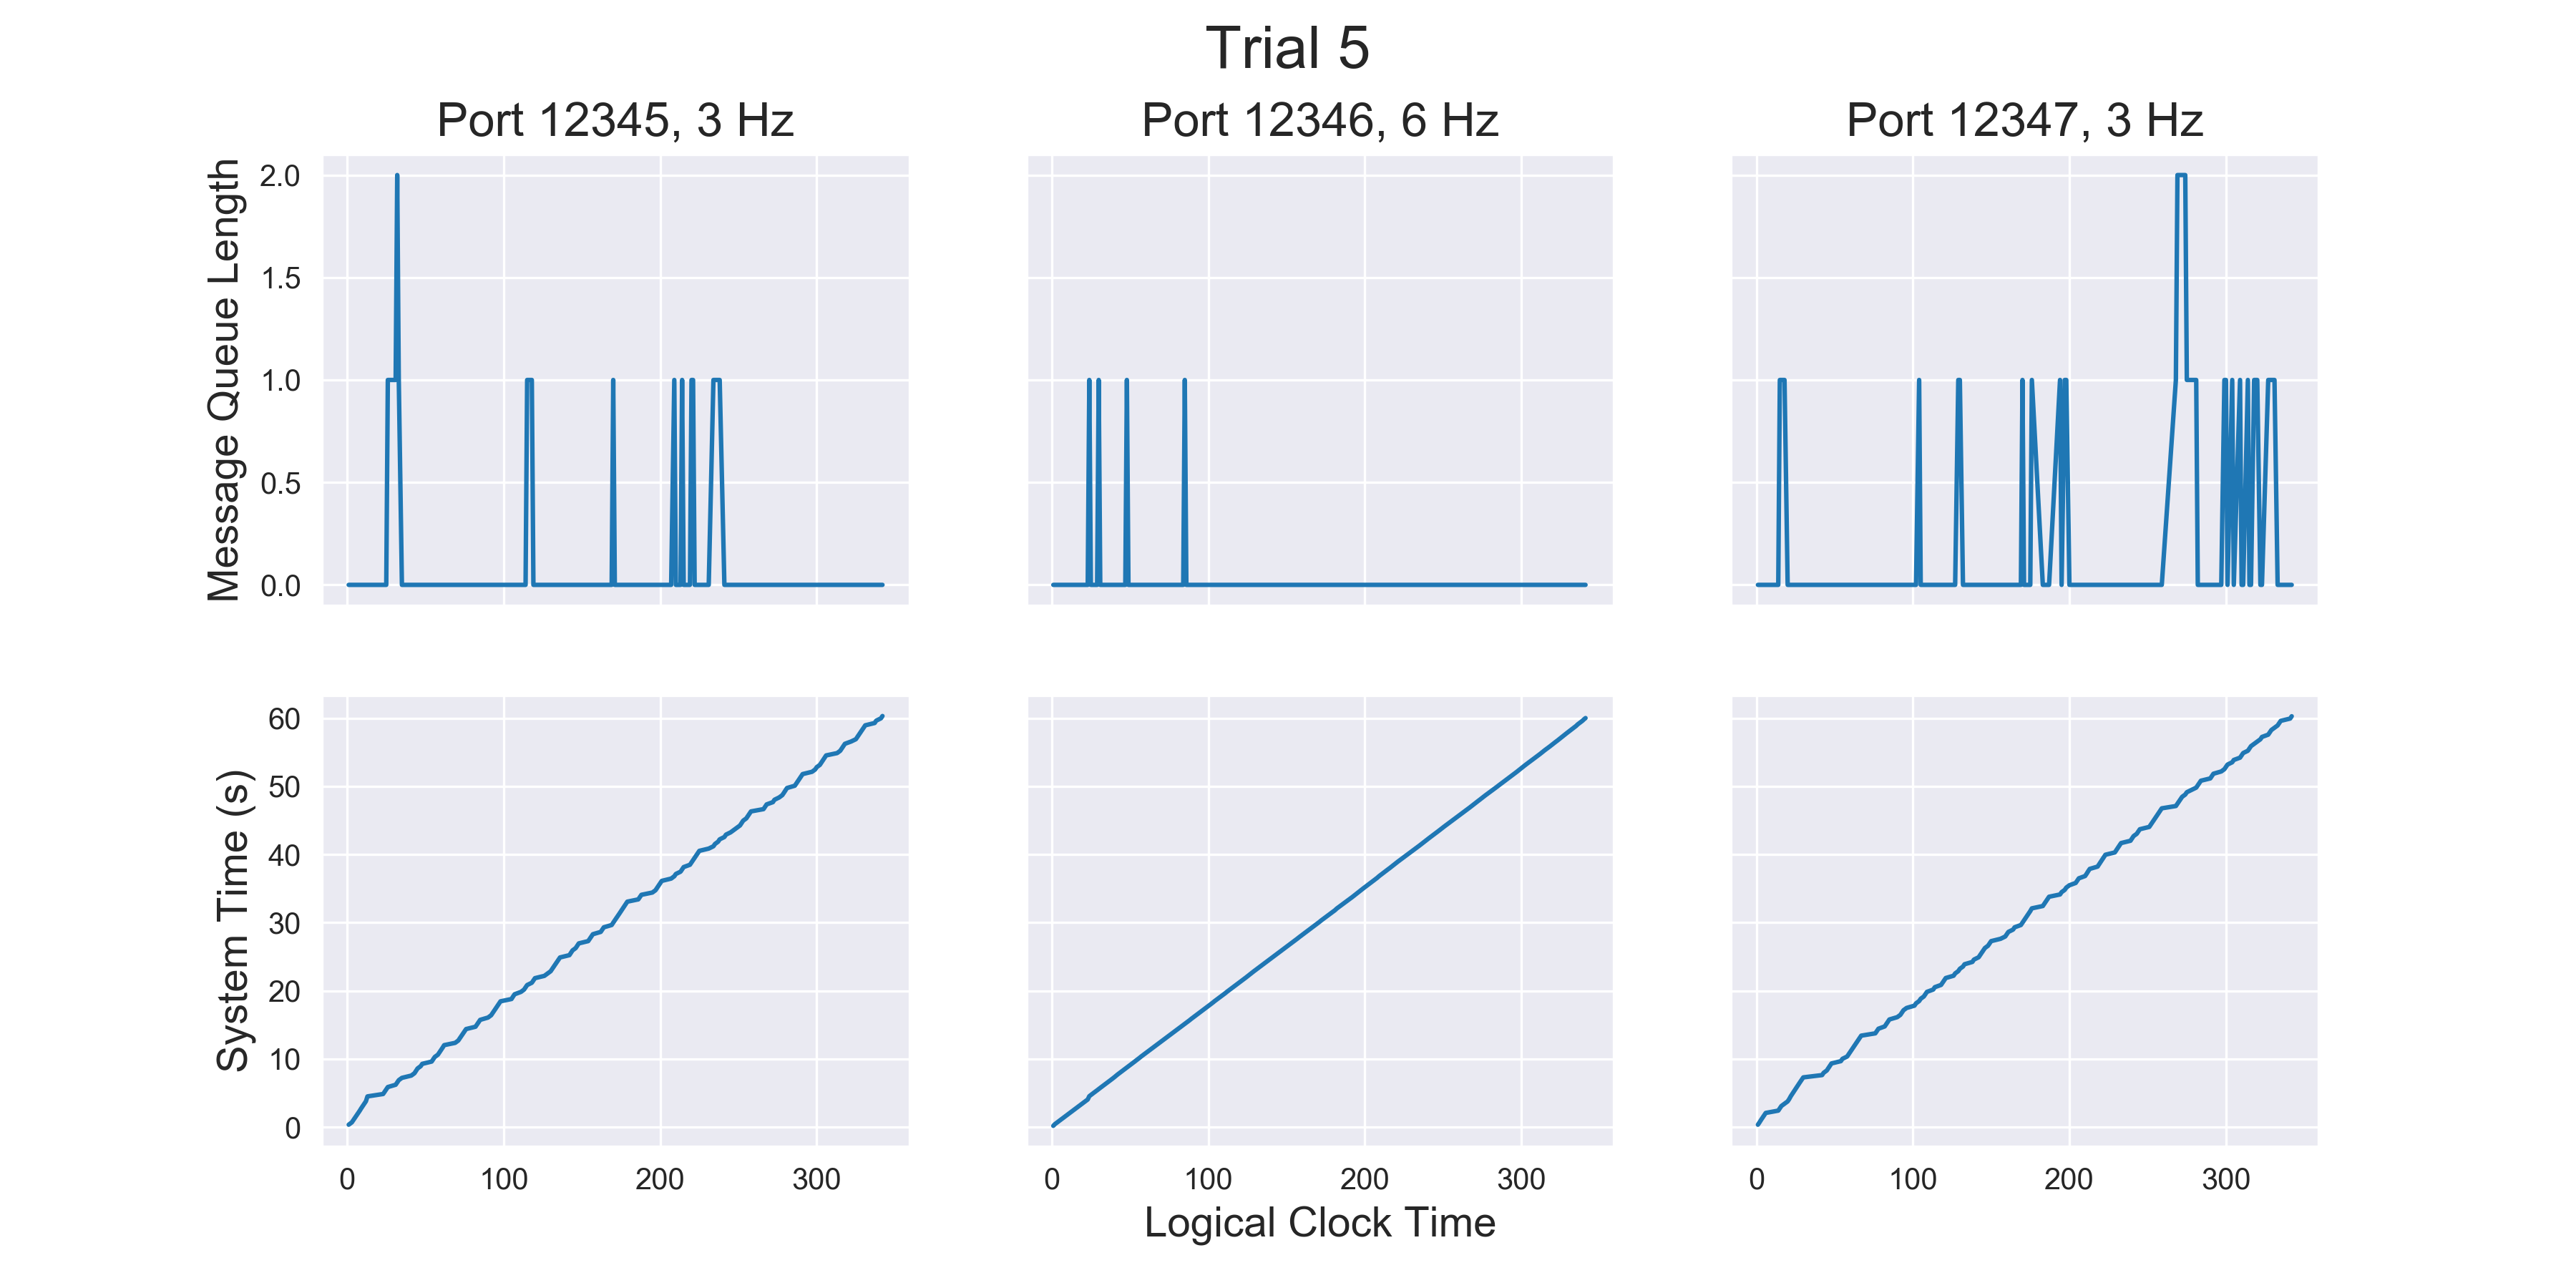 Trial 5
Port 12345, 3 Hz
Port 12346, 6 Hz
Port 12347, 3 Hz
Message Queue Length
2.0
1.5
1.0
0.5
0.0
System Time (s)
60
50
40
30
20
10
0
0 100 200 300
0 100 200 300
0 100 200 300
Logical Clock Time